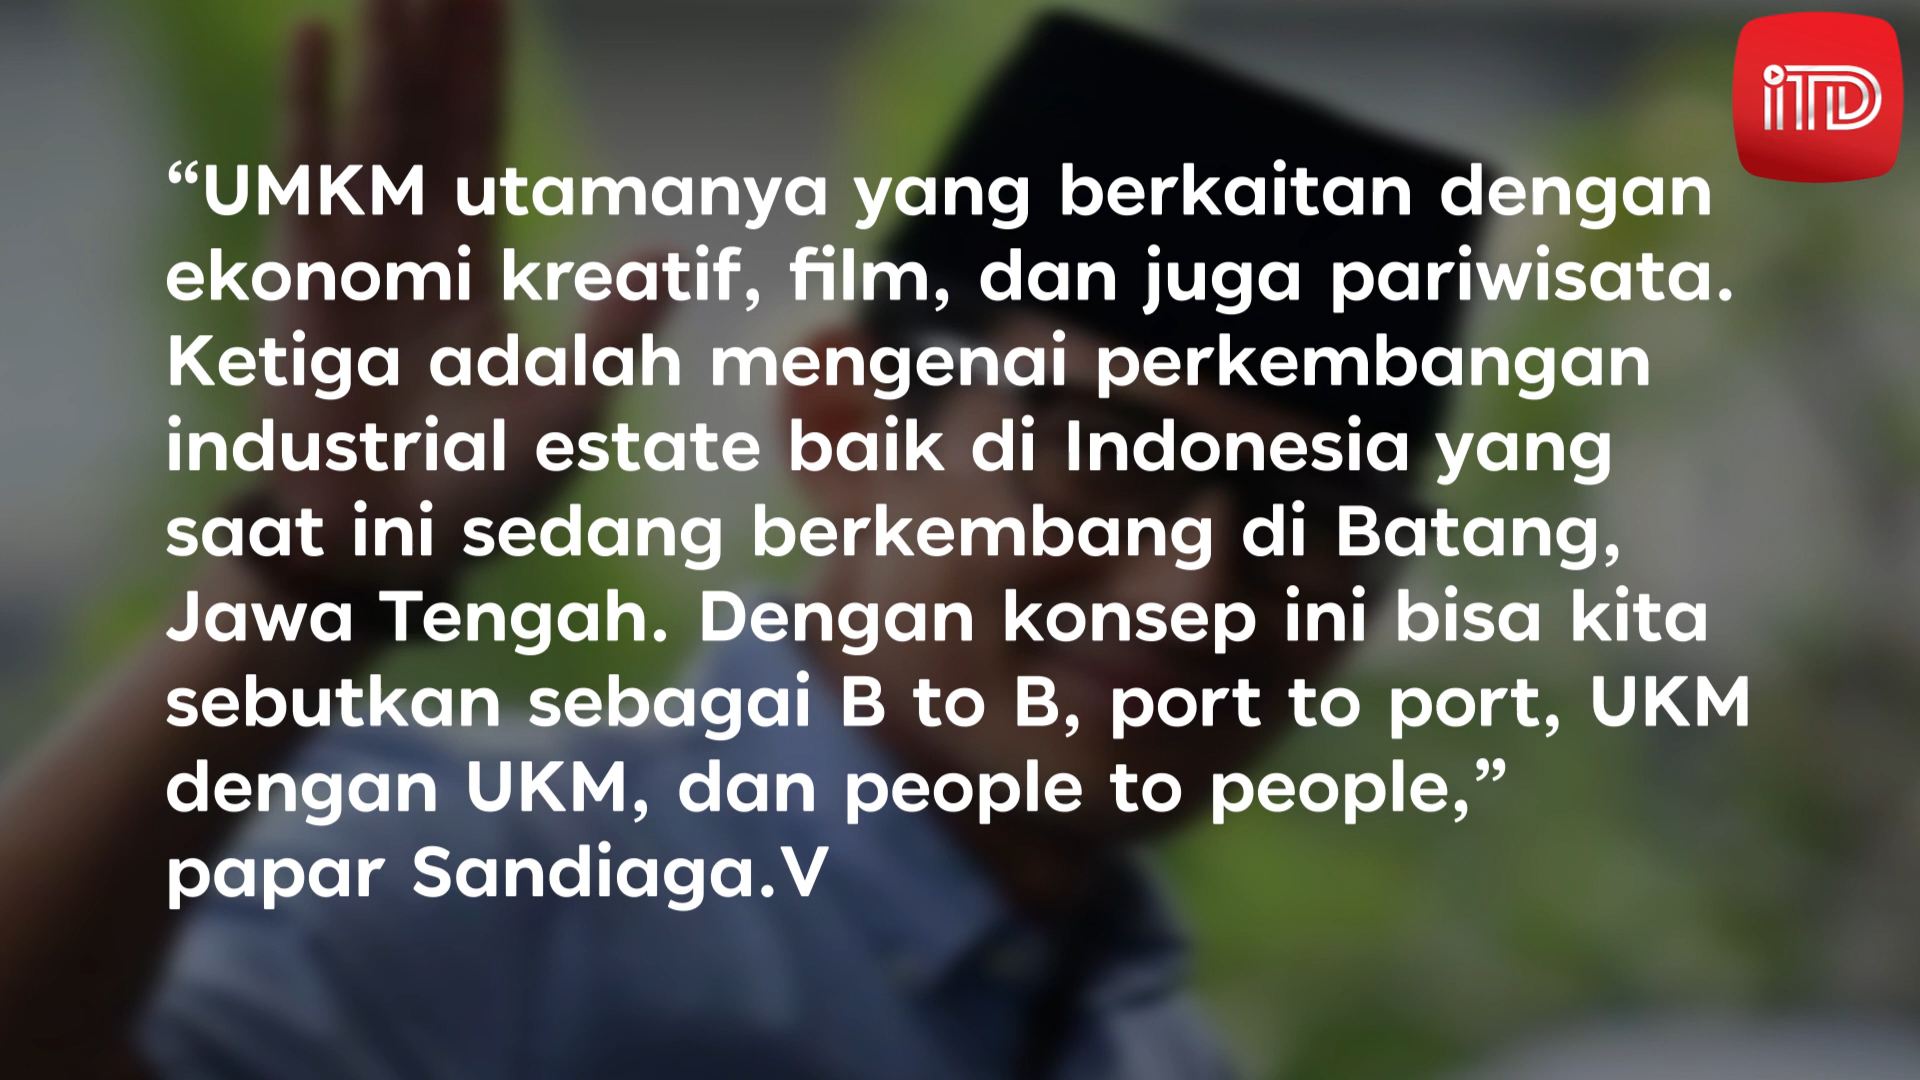 iTD
“UMKM utamanya yang berkaitan dengan
ekonomi kreatif, film, dan juga pariwisata.
Ketiga adalah mengenai perkembangan
industrial estate baik di Indonesia yang
saat ini sedang berkembang di Batang,
Jawa Tengah. Dengan konsep ini bisa kita
sebutkan sebagai B to B, port to port, UKM
dengan UKM, dan people to people,”
papar Sandiaga.V